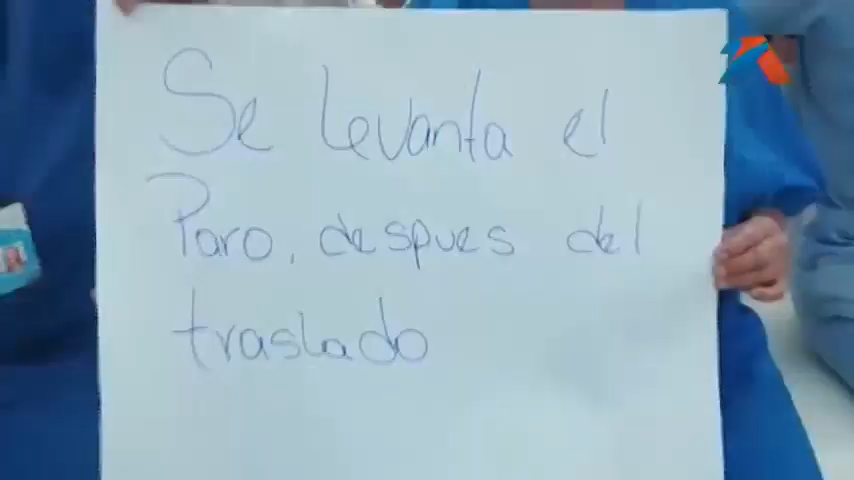 Se levanta el
Paro, despues del
traslado